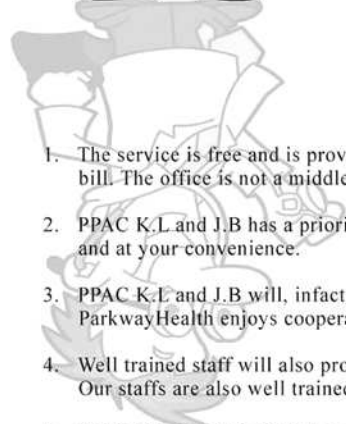 1. The service is free and is prov
bill. The office is not a middle
2. PPAC K.L and J.B has a priori
and at your convenience.
3. PPAC K.L and J.B will, infact
ParkwayHealth enjoys coopera
4. Well trained staff will also pro
Our staffs are also well trained